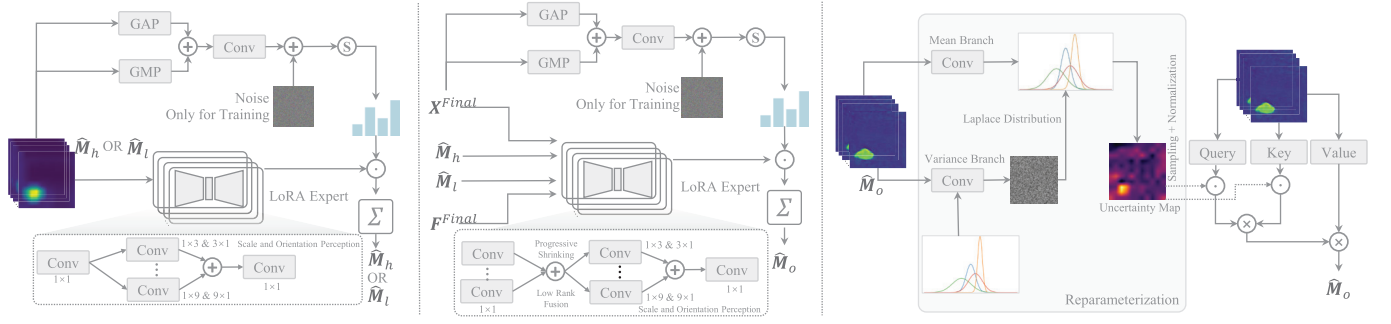 GAP
GMP
Conv
S
Noise
Only for Training
M̂h OR M̂l
LoRA Expert
Σ
M̂h
OR
M̂l
Conv
1×1
Conv
1×3 & 3×1
Scale and Orientation Perception
Conv
1×9 & 9×1
Conv
1×1
GAP
GMP
Conv
S
Noise
Only for Training
X^Final
M̂h
M̂l
F^Final
LoRA Expert
Σ
M̂o
Conv
Conv
1×1
Progressive
Shrinking
Low Rank
Fusion
Conv
1×3 & 3×1
Conv
1×9 & 9×1
Conv
1×1
Scale and Orientation Perception
Mean Branch
Conv
Laplace Distribution
M̂o
Variance Branch
Conv
Sampling + Normalization
Uncertainty Map
Reparameterization
Query
Key
Value
M̂o